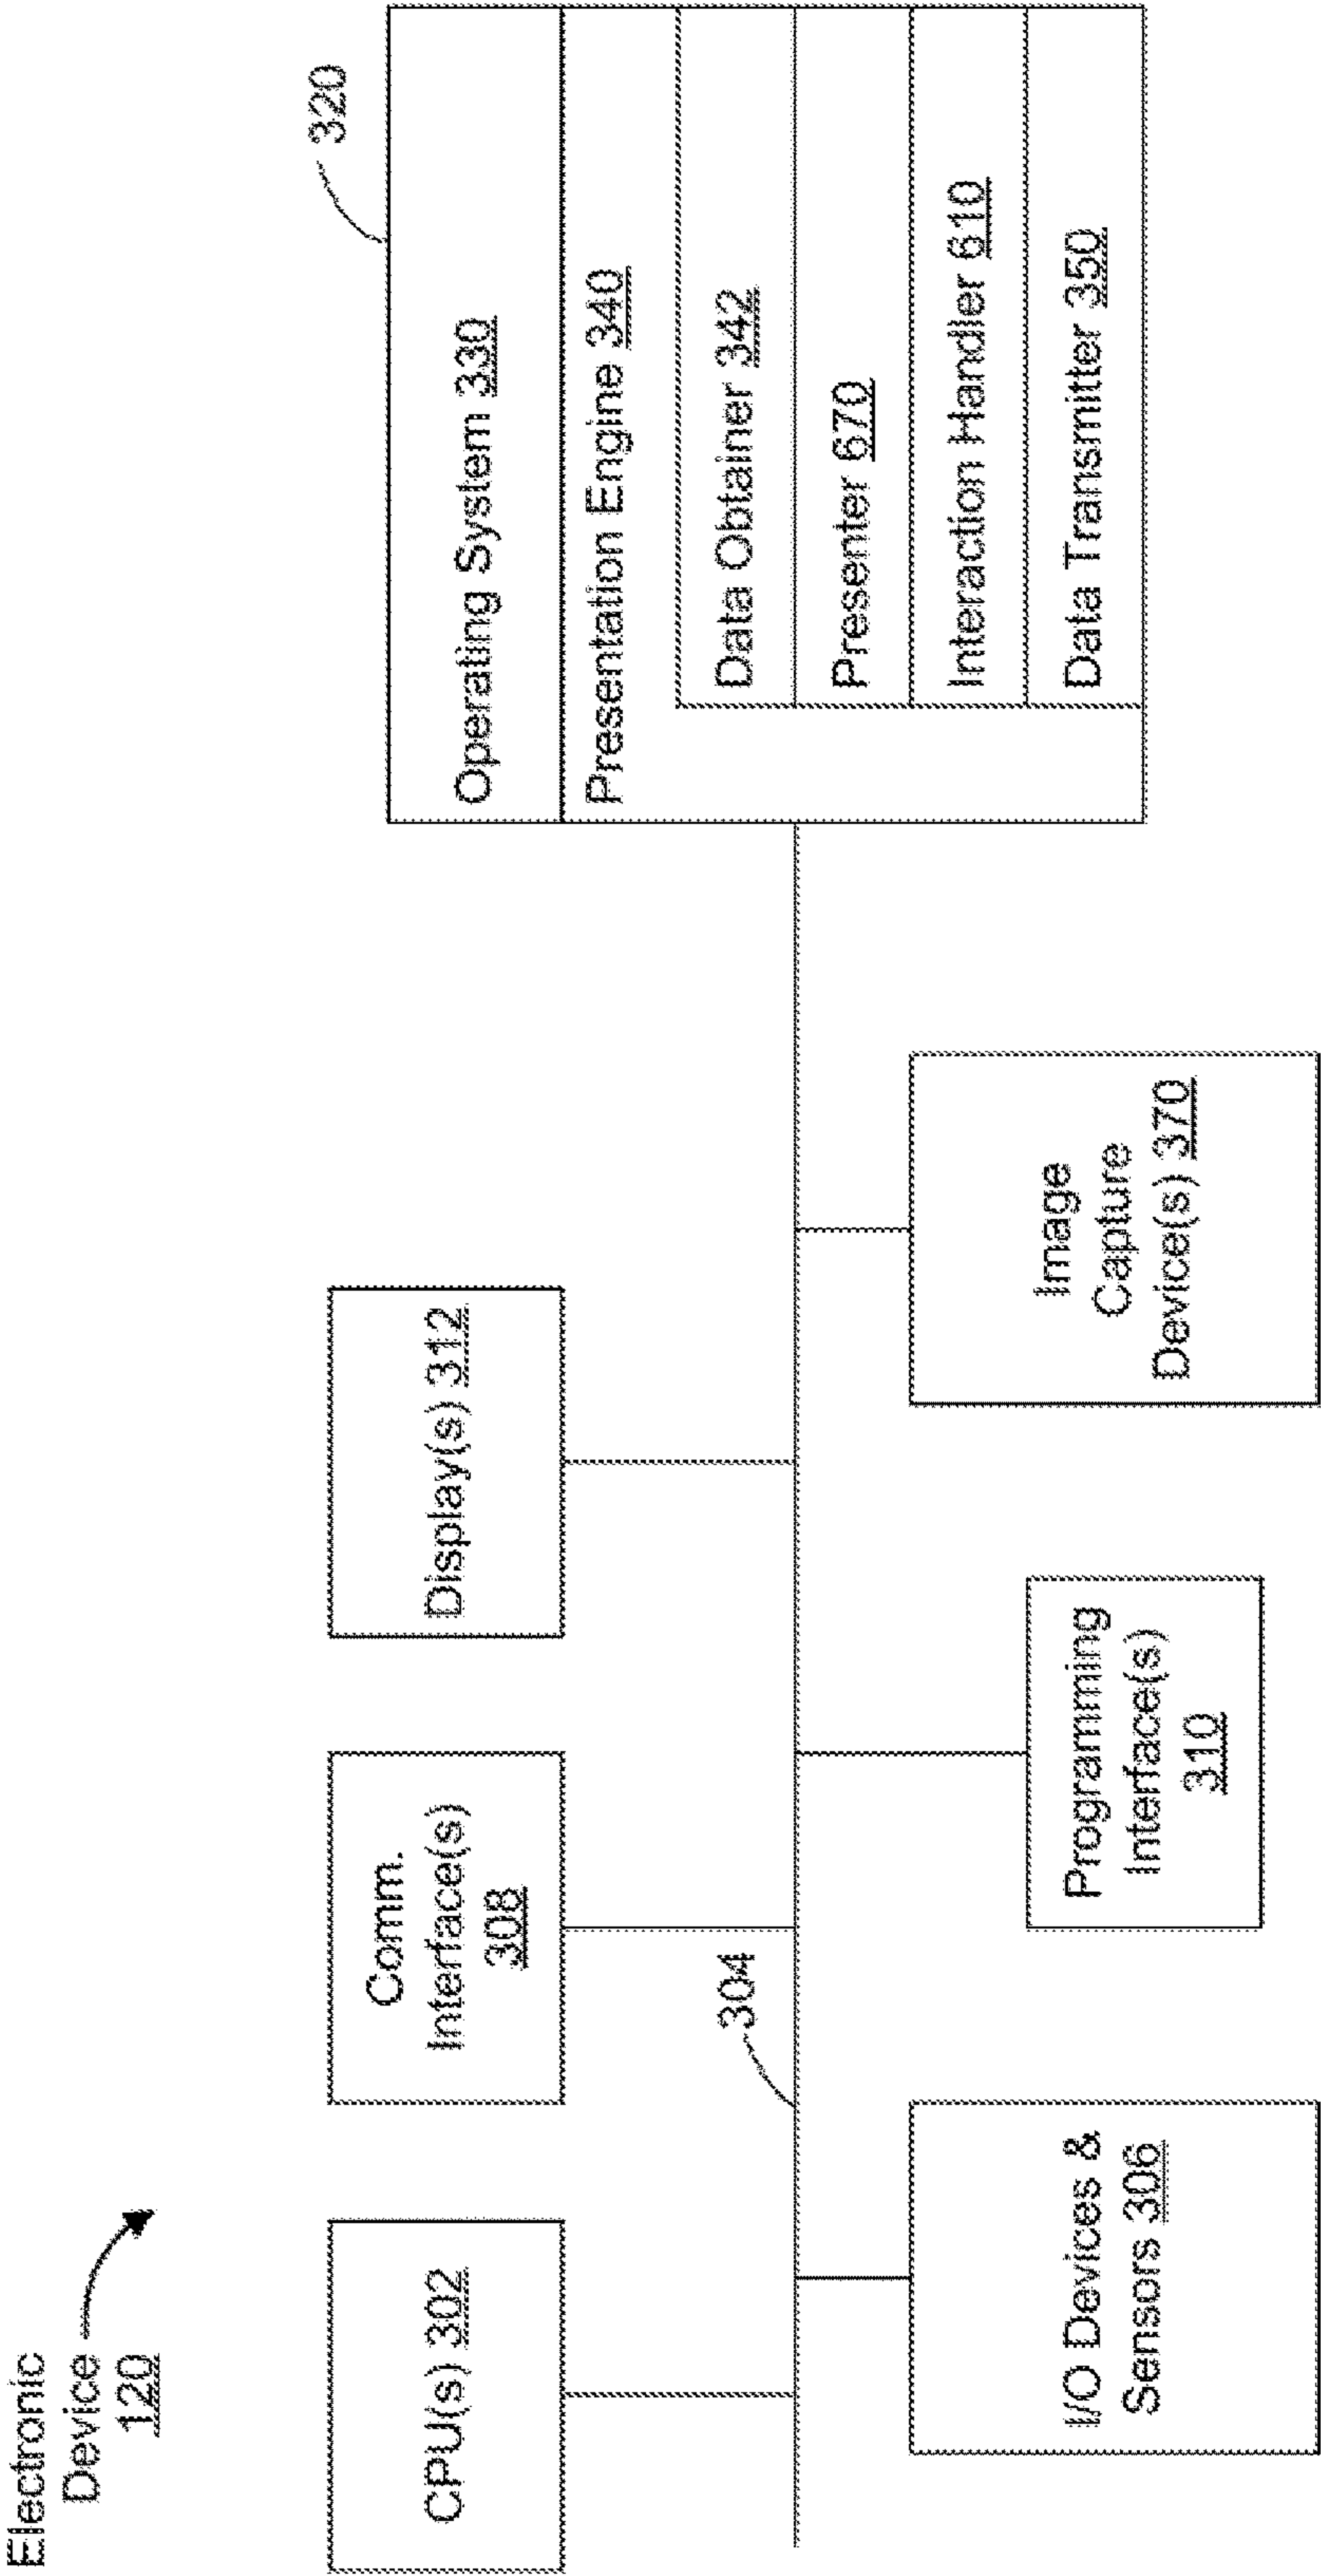 Electronic
Device
120
CPU(s) 302
Comm.
Interface(s)
308
Display(s) 312
304
I/O Devices &
Sensors 306
Programming
Interface(s)
310
Image
Capture
Device(s) 370
320
Operating System 330
Presentation Engine 340
Data Obtainer 342
Presenter 670
Interaction Handler 610
Data Transmitter 350